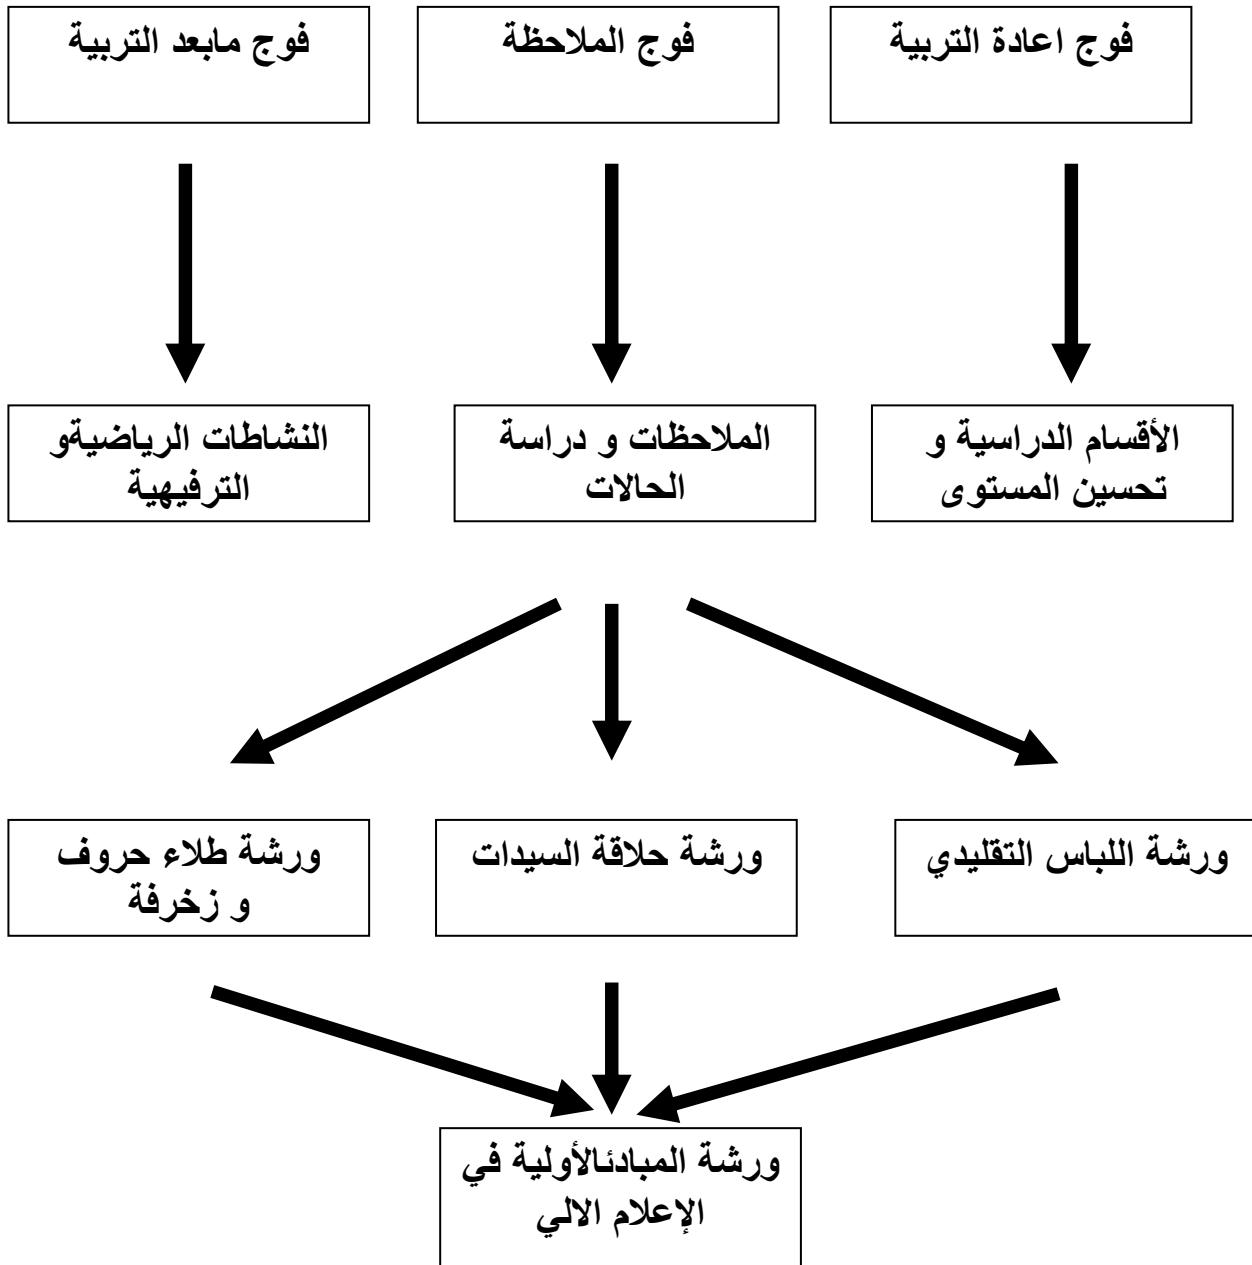 فوج اعادة التربية
فوج الملاحظة
فوج مابعد التربية
الأقسام الدراسية و
تحسين المستوى
الملاحظات و دراسة
الحالات
النشاطات الرياضيةو
الترفيهية
ورشة اللباس التقليدي
ورشة حلاقة السيدات
ورشة طلاء حروف
و زخرفة
ورشة المبادئالأولية في
الإعلام الالي